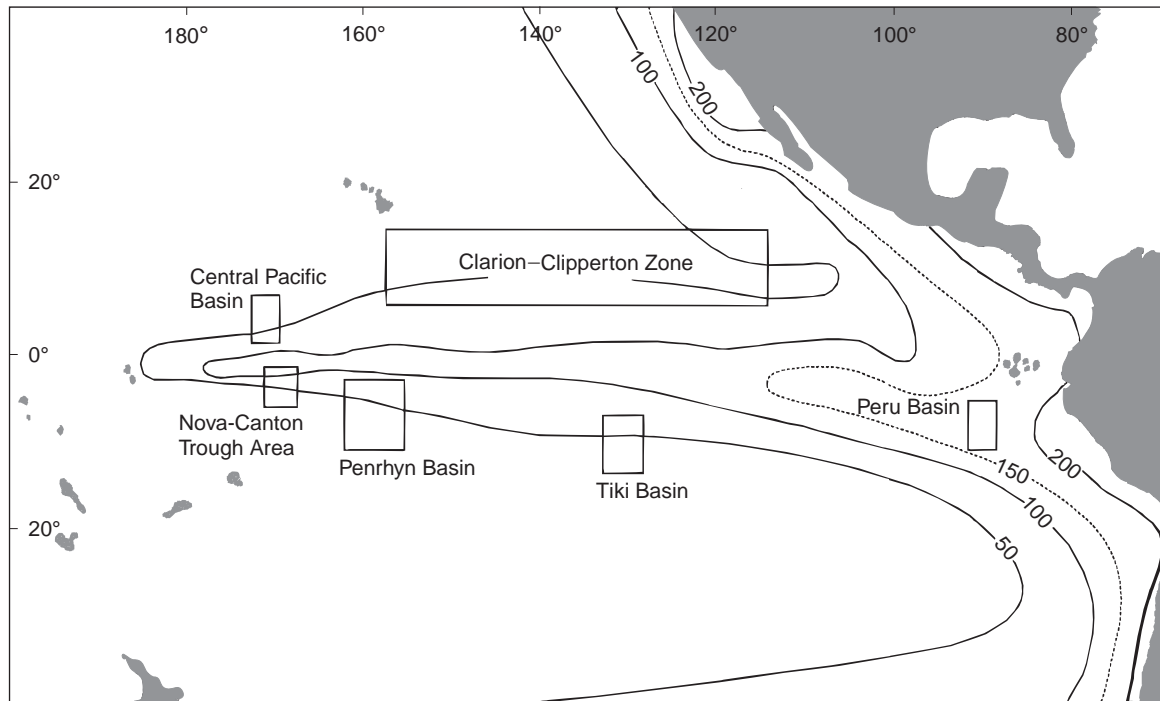 180°
160°
140°
120°
100°
80°
100
200
20°
Clarion–Clipperton Zone
Central Pacific
Basin
0°
Peru Basin
Nova-Canton
Trough Area
Penrhyn Basin
Tiki Basin
150
200
100
50
20°